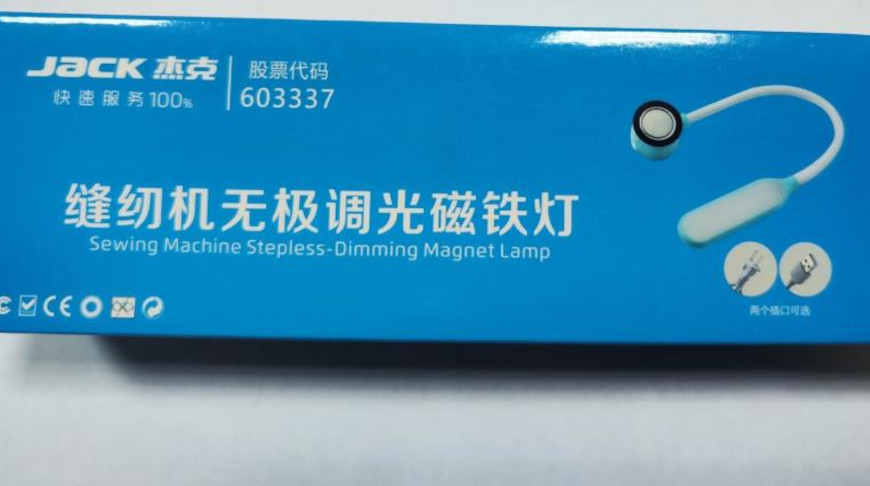 JACK 杰克
快速服务100%
股票代码
603337
缝纫机无极调光磁铁灯
Sewing Machine Stepless-Dimming Magnet Lamp
CE
两个插口可选